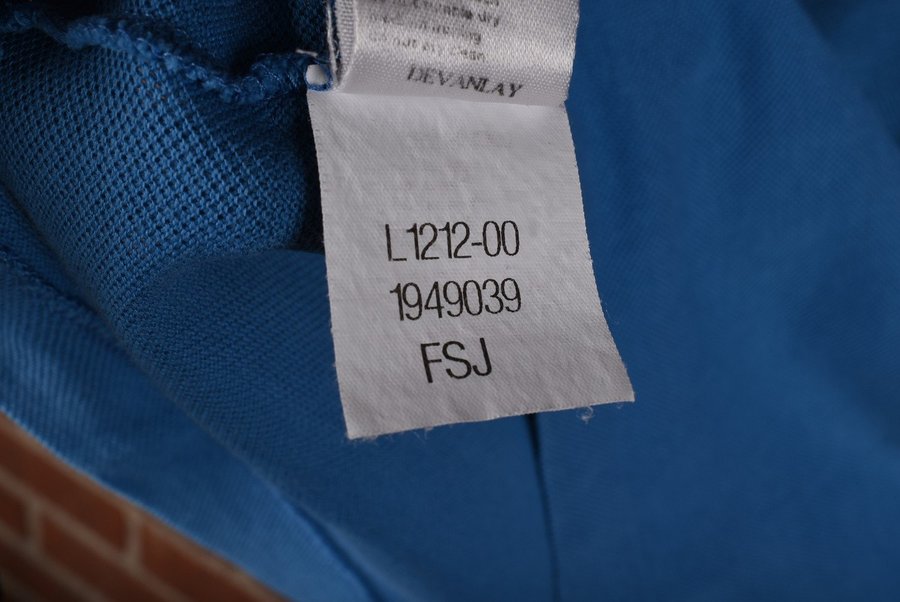 DEVANLAY
L1212-00
1949039
FSJ